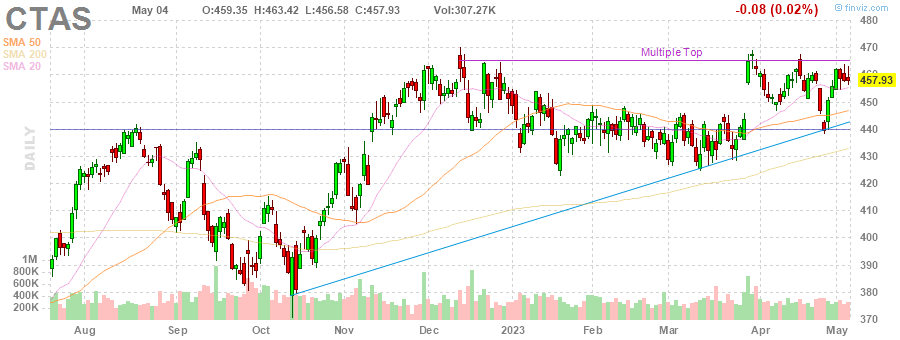 CTAS May 04 O:459.35 H:463.42 L:456.58 C:457.93 Vol:307.27K -0.08 (0.02%) © finviz.com
480
SMA 50
SMA 200
SMA 20
Multiple Top
470
460
457.93
450
440
430
420
410
400
390
380
370
DAILY
1M
800K
600K
400K
200K
Aug Sep Oct Nov Dec 2023 Feb Mar Apr May